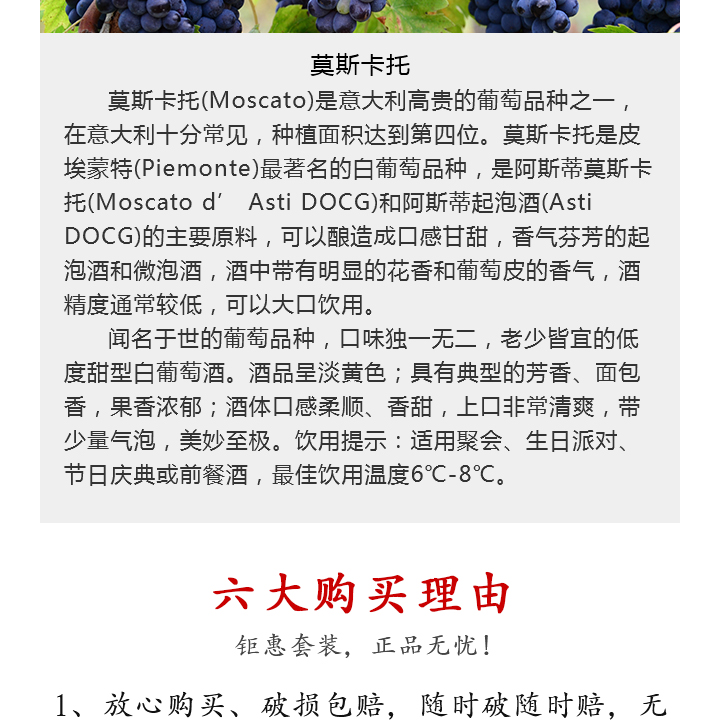 莫斯卡托
莫斯卡托(Moscato)是意大利高贵的葡萄品种之一，
在意大利十分常见，种植面积达到第四位。莫斯卡托是皮
埃蒙特(Piemonte)最著名的白葡萄品种，是阿斯蒂莫斯卡
托(Moscato d’ Asti DOCG)和阿斯蒂起泡酒(Asti
DOCG)的主要原料，可以酿造成口感甘甜，香气芬芳的起
泡酒和微泡酒，酒中带有明显的花香和葡萄皮的香气，酒
精度通常较低，可以大口饮用。
闻名于世的葡萄品种，口味独一无二，老少皆宜的低
度甜型白葡萄酒。酒品呈淡黄色；具有典型的芳香、面包
香，果香浓郁；酒体口感柔顺、香甜，上口非常清爽，带
少量气泡，美妙至极。饮用提示：适用聚会、生日派对、
节日庆典或前餐酒，最佳饮用温度6℃-8℃。
六大购买理由
钜惠套装，正品无忧！
1、放心购买、破损包赔，随时破随时赔，无